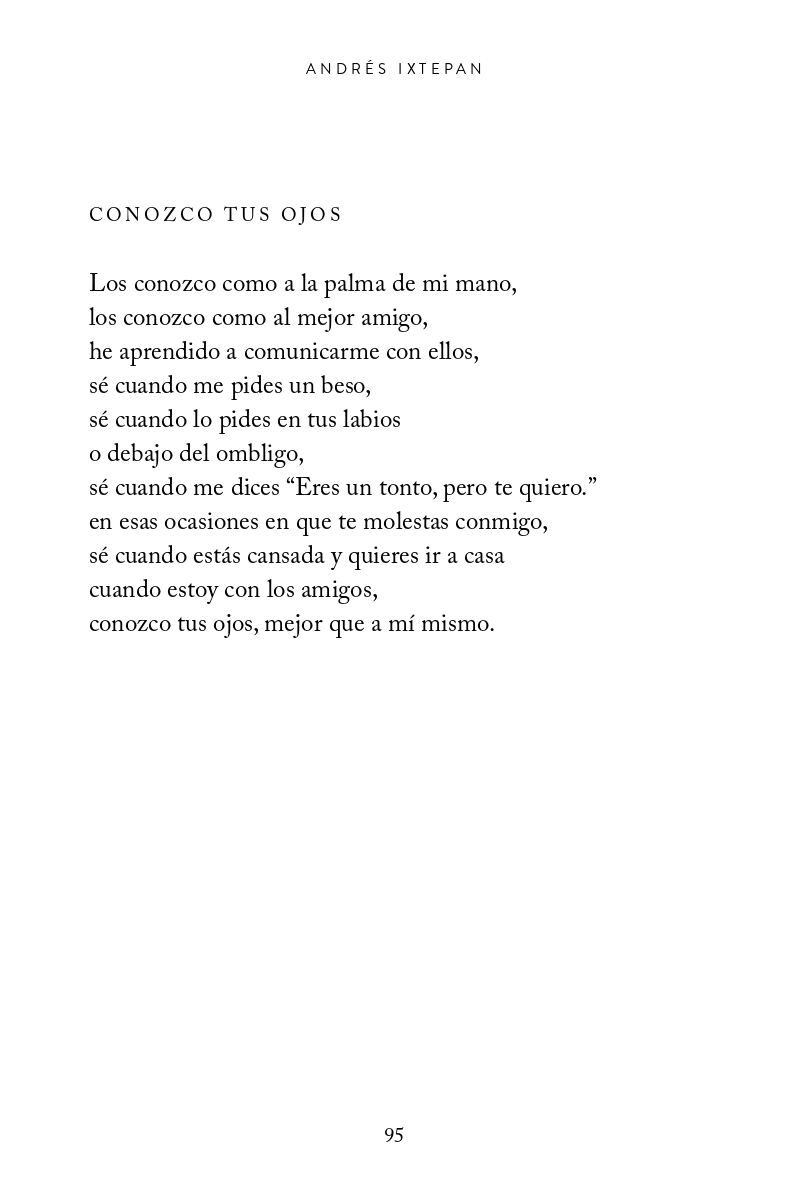 ANDRÉS IXTEPAN
CONOZCO TUS OJOS
Los conozco como a la palma de mi mano,
los conozco como al mejor amigo,
he aprendido a comunicarme con ellos,
sé cuando me pides un beso,
sé cuando lo pides en tus labios
o debajo del ombligo,
sé cuando me dices “Eres un tonto, pero te quiero.”
en esas ocasiones en que te molestas conmigo,
sé cuando estás cansada y quieres ir a casa
cuando estoy con los amigos,
conozco tus ojos, mejor que a mí mismo.
95